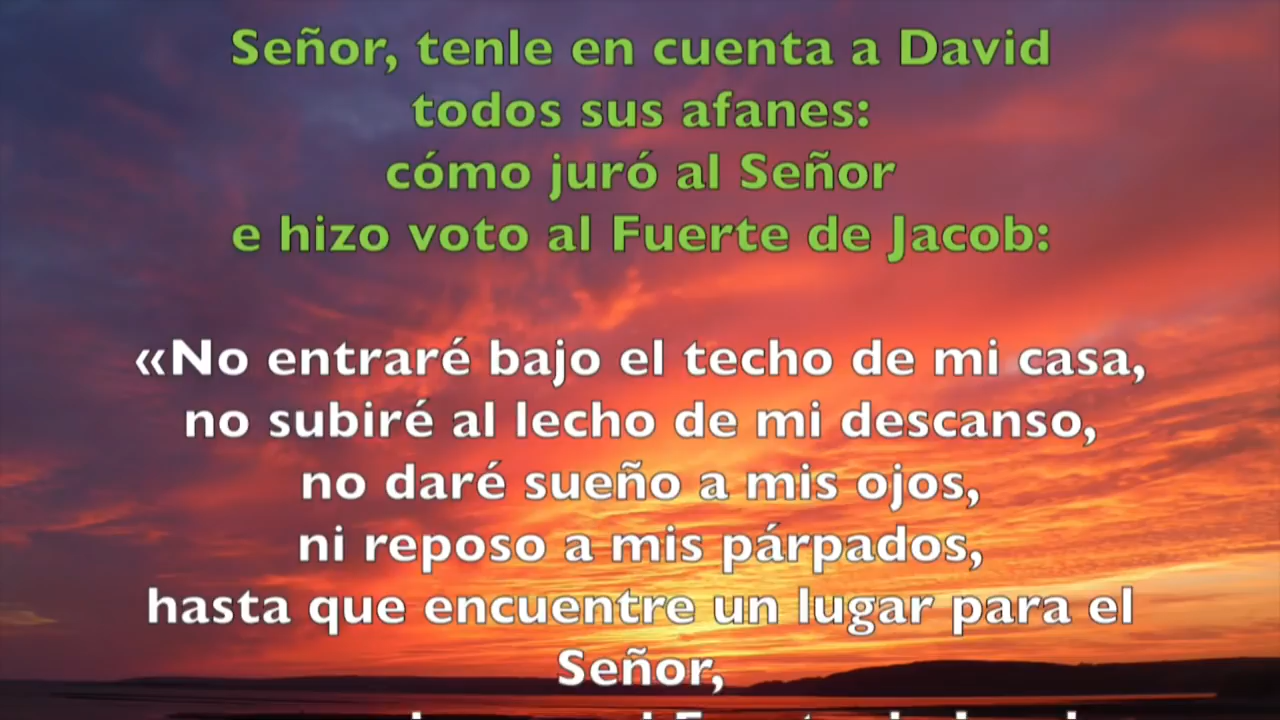 Señor, tenle en cuenta a David
todos sus afanes:
cómo juró al Señor
e hizo voto al Fuerte de Jacob:
«No entraré bajo el techo de mi casa,
no subiré al lecho de mi descanso,
no daré sueño a mis ojos,
ni reposo a mis párpados,
hasta que encuentre un lugar para el
Señor,